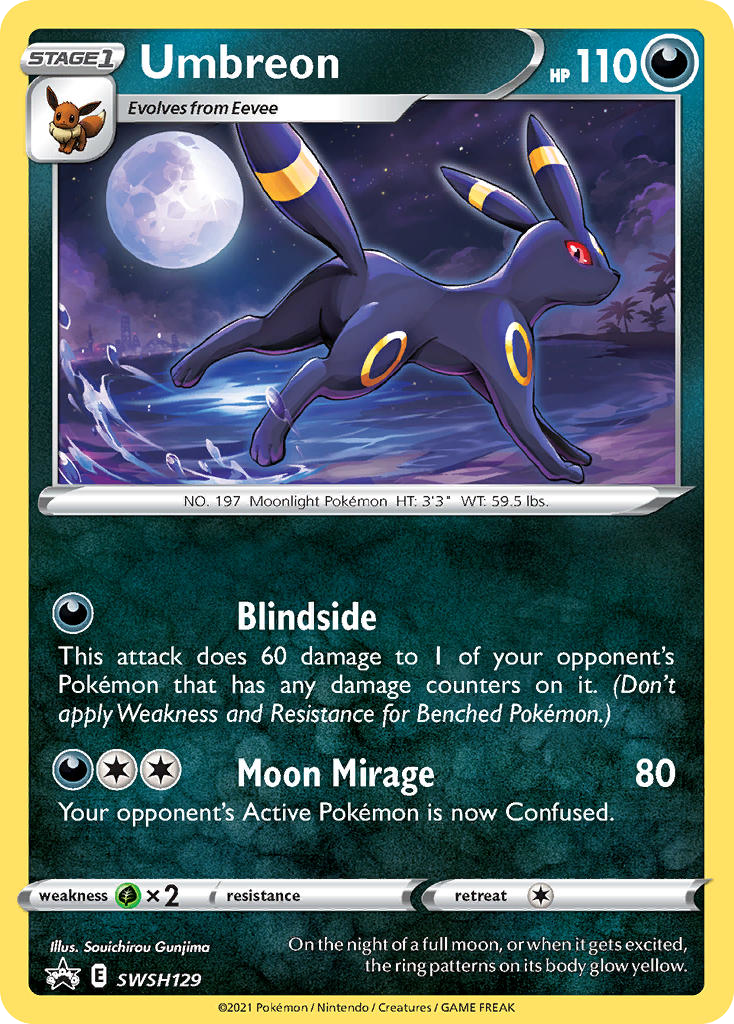 STAGE 1
Umbreon
HP 110
Evolves from Eevee
NO. 197 Moonlight Pokémon HT: 3'3" WT: 59.5 lbs.
Blindside
This attack does 60 damage to 1 of your opponent's
Pokémon that has any damage counters on it. (Don't
apply Weakness and Resistance for Benched Pokémon.)
Moon Mirage 80
Your opponent's Active Pokémon is now Confused.
weakness ×2 resistance retreat
Illus. Souichirou Gunjima
On the night of a full moon, or when it gets excited,
the ring patterns on its body glow yellow.
E SWSH129
©2021 Pokémon / Nintendo / Creatures / GAME FREAK